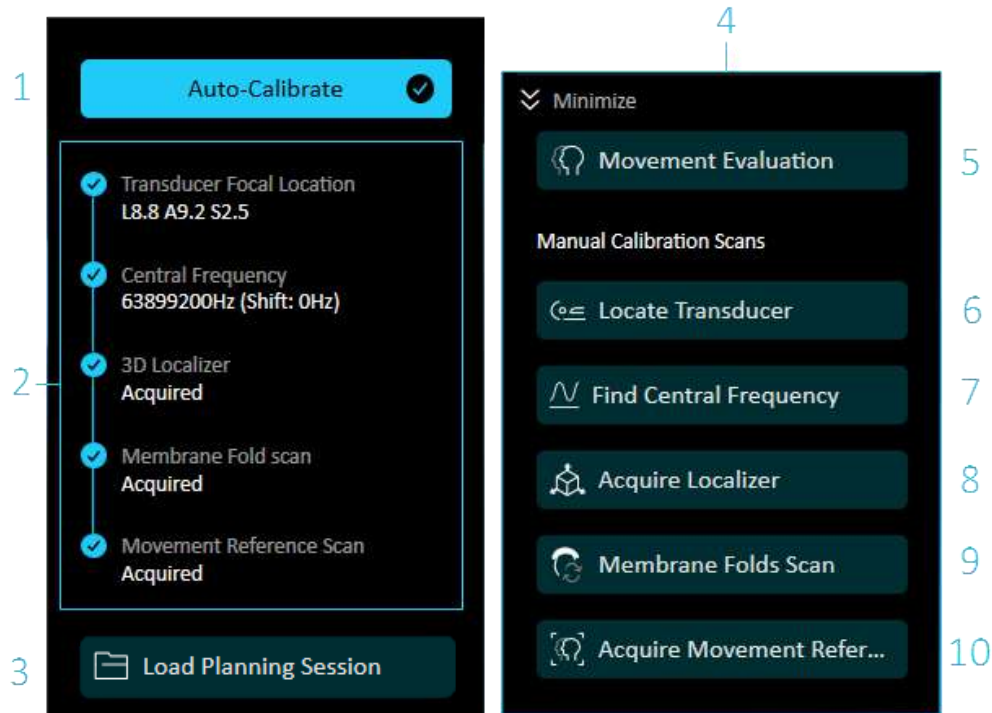 1
Auto-Calibrate
2
Transducer Focal Location
L8.8 A9.2 S2.5
Central Frequency
63899200Hz (Shift: 0Hz)
3D Localizer
Acquired
Membrane Fold scan
Acquired
Movement Reference Scan
Acquired
3
Load Planning Session
4
Minimize
Movement Evaluation
5
Manual Calibration Scans
Locate Transducer
6
Find Central Frequency
7
Acquire Localizer
8
Membrane Folds Scan
9
Acquire Movement Refer...
10